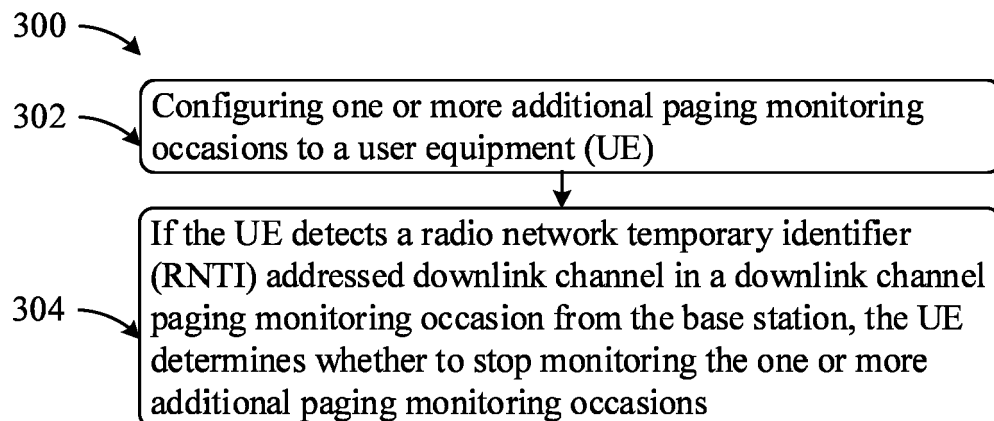 300
302
Configuring one or more additional paging monitoring
occasions to a user equipment (UE)
304
If the UE detects a radio network temporary identifier
(RNTI) addressed downlink channel in a downlink channel
paging monitoring occasion from the base station, the UE
determines whether to stop monitoring the one or more
additional paging monitoring occasions